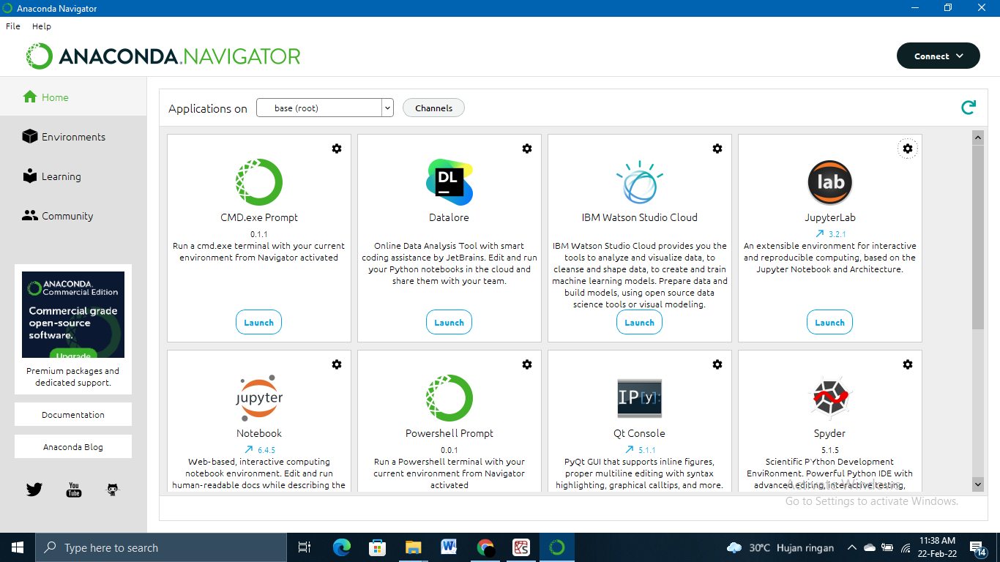 Anaconda Navigator
File Help
ANACONDA.NAVIGATOR
Connect
Home
Environments
Learning
Community
ANACONDA.
Commercial Edition
Commercial grade
open-source
software.
Upgrade
Premium packages and
dedicated support.
Documentation
Anaconda Blog
You
Tube
Applications on base (root) Channels
CMD.exe Prompt
0.1.1
Run a cmd.exe terminal with your current
environment from Navigator activated
Launch
DL
Datalore
Online Data Analysis Tool with smart
coding assistance by JetBrains. Edit and run
your Python notebooks in the cloud and
share them with your team.
Launch
IBM Watson Studio Cloud
IBM Watson Studio Cloud provides you the
tools to analyze and visualize data, to
cleanse and shape data, to create and train
machine learning models. Prepare data and
build models, using open source data
science tools or visual modeling.
Launch
lab
JupyterLab
3.2.1
An extensible environment for interactive
and reproducible computing, based on the
Jupyter Notebook and Architecture.
Launch
jupyter
Notebook
6.4.5
Web-based, interactive computing
notebook environment. Edit and run
human-readable docs while describing the
Powershell Prompt
0.0.1
Run a Powershell terminal with your
current environment from Navigator
activated
IP[y]:
Qt Console
5.1.1
PyQt GUI that supports inline figures,
proper multiline editing with syntax
highlighting, graphical calltips, and more.
Spyder
5.1.5
Scientific PYthon Development
EnviRonment. Powerful Python IDE with
advanced editing, interactive testing,
Activate Windows
Go to Settings to activate Windows.
Type here to search
30°C Hujan ringan
11:38 AM
22-Feb-22
14